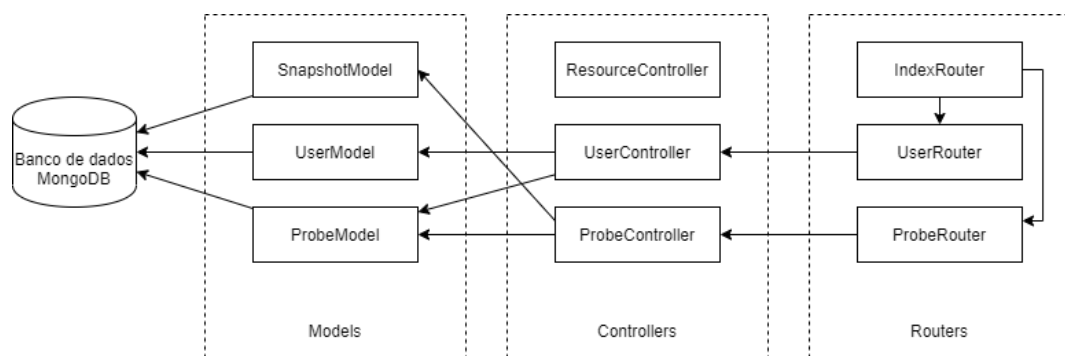 SnapshotModel
ResourceController
IndexRouter
Banco de dados
MongoDB
UserModel
UserController
UserRouter
ProbeModel
ProbeController
ProbeRouter
Models
Controllers
Routers